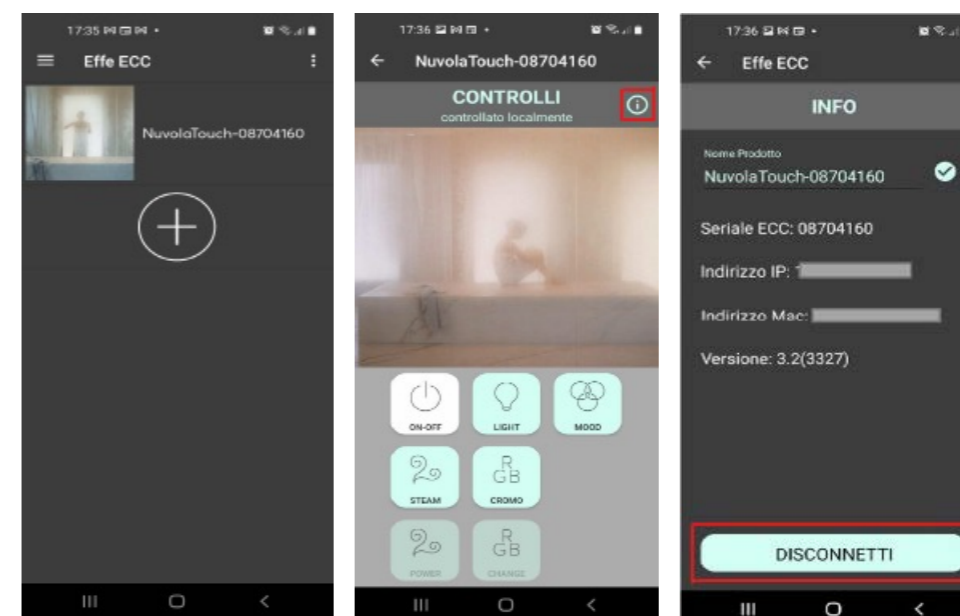 17:35
Effe ECC
NuvolaTouch-08704160
17:36
NuvolaTouch-08704160
CONTROLLI
controllato localmente
ON-OFF
LIGHT
MOOD
STEAM
R
GB
CROMO
POWER
R
GB
CHANGE
17:36
Effe ECC
INFO
Nome Prodotto
NuvolaTouch-08704160
Seriale ECC: 08704160
Indirizzo IP:
Indirizzo Mac:
Versione: 3.2(3327)
DISCONNETTI